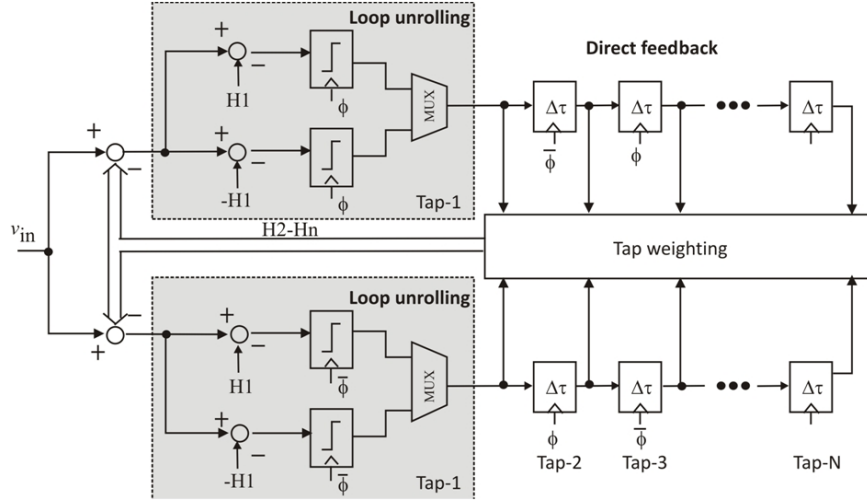 Loop unrolling
+
−
H1
ϕ
MUX
+
−
-H1
ϕ
Tap-1
Direct feedback
Δτ
ϕ̄
Δτ
ϕ
•••
Δτ
+
−
vin
H2-Hn
Tap weighting
−
+
Loop unrolling
+
−
H1
ϕ̄
MUX
+
−
-H1
ϕ̄
Tap-1
Δτ
ϕ
Tap-2
Δτ
ϕ̄
Tap-3
•••
Δτ
Tap-N